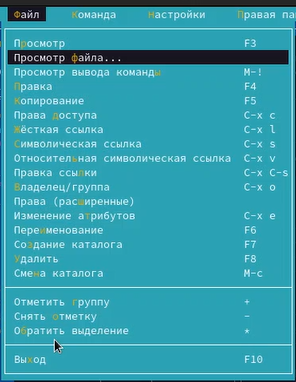 Файл Команда Настройки Правая па
Просмотр F3
Просмотр файла...
Просмотр вывода команды M-!
Правка F4
Копирование F5
Права доступа C-x c
Жёсткая ссылка C-x l
Символическая ссылка C-x s
Относительная символическая ссылка C-x v
Правка ссылки C-x C-s
Владелец/группа C-x o
Права (расширенные)
Изменение атрибутов C-x e
Переименование F6
Создание каталога F7
Удалить F8
Смена каталога M-c
Отметить группу +
Снять отметку -
Обратить выделение *
Выход F10